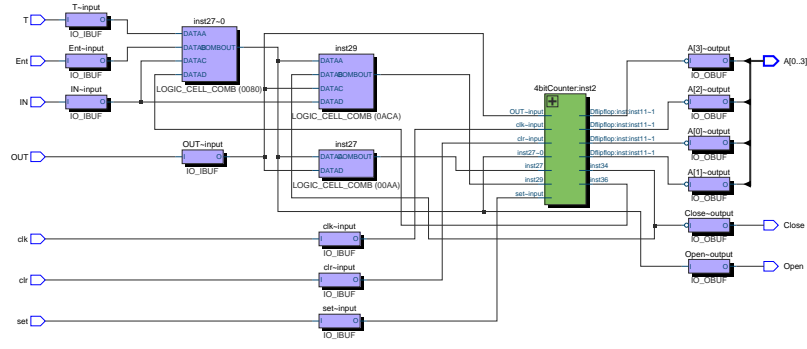 T
T~input
I O
IO_IBUF
Ent
Ent~input
I O
IO_IBUF
IN
IN~input
I O
IO_IBUF
inst27~0
DATAA
DATAB COMBOUT
DATAC
DATAD
LOGIC_CELL_COMB (0080)
OUT
OUT~input
I O
IO_IBUF
inst29
DATAA
DATAB COMBOUT
DATAC
DATAD
LOGIC_CELL_COMB (0ACA)
inst27
DATAA COMBOUT
DATAD
LOGIC_CELL_COMB (00AA)
clk
clk~input
I O
IO_IBUF
clr
clr~input
I O
IO_IBUF
set
set~input
I O
IO_IBUF
4bitCounter:inst2
OUT~input
clk~input
clr~input
inst27~0
inst27
inst29
set~input
Dflipflop:inst:inst11~1
Dflipflop:inst:inst11~1
Dflipflop:inst:inst11~1
Dflipflop:inst:inst11~1
inst34
inst36
A[3]~output
I O
IO_OBUF
A[2]~output
I O
IO_OBUF
A[0]~output
I O
IO_OBUF
A[1]~output
I O
IO_OBUF
Close~output
I O
IO_OBUF
Open~output
I O
IO_OBUF
A[0..3]
Close
Open